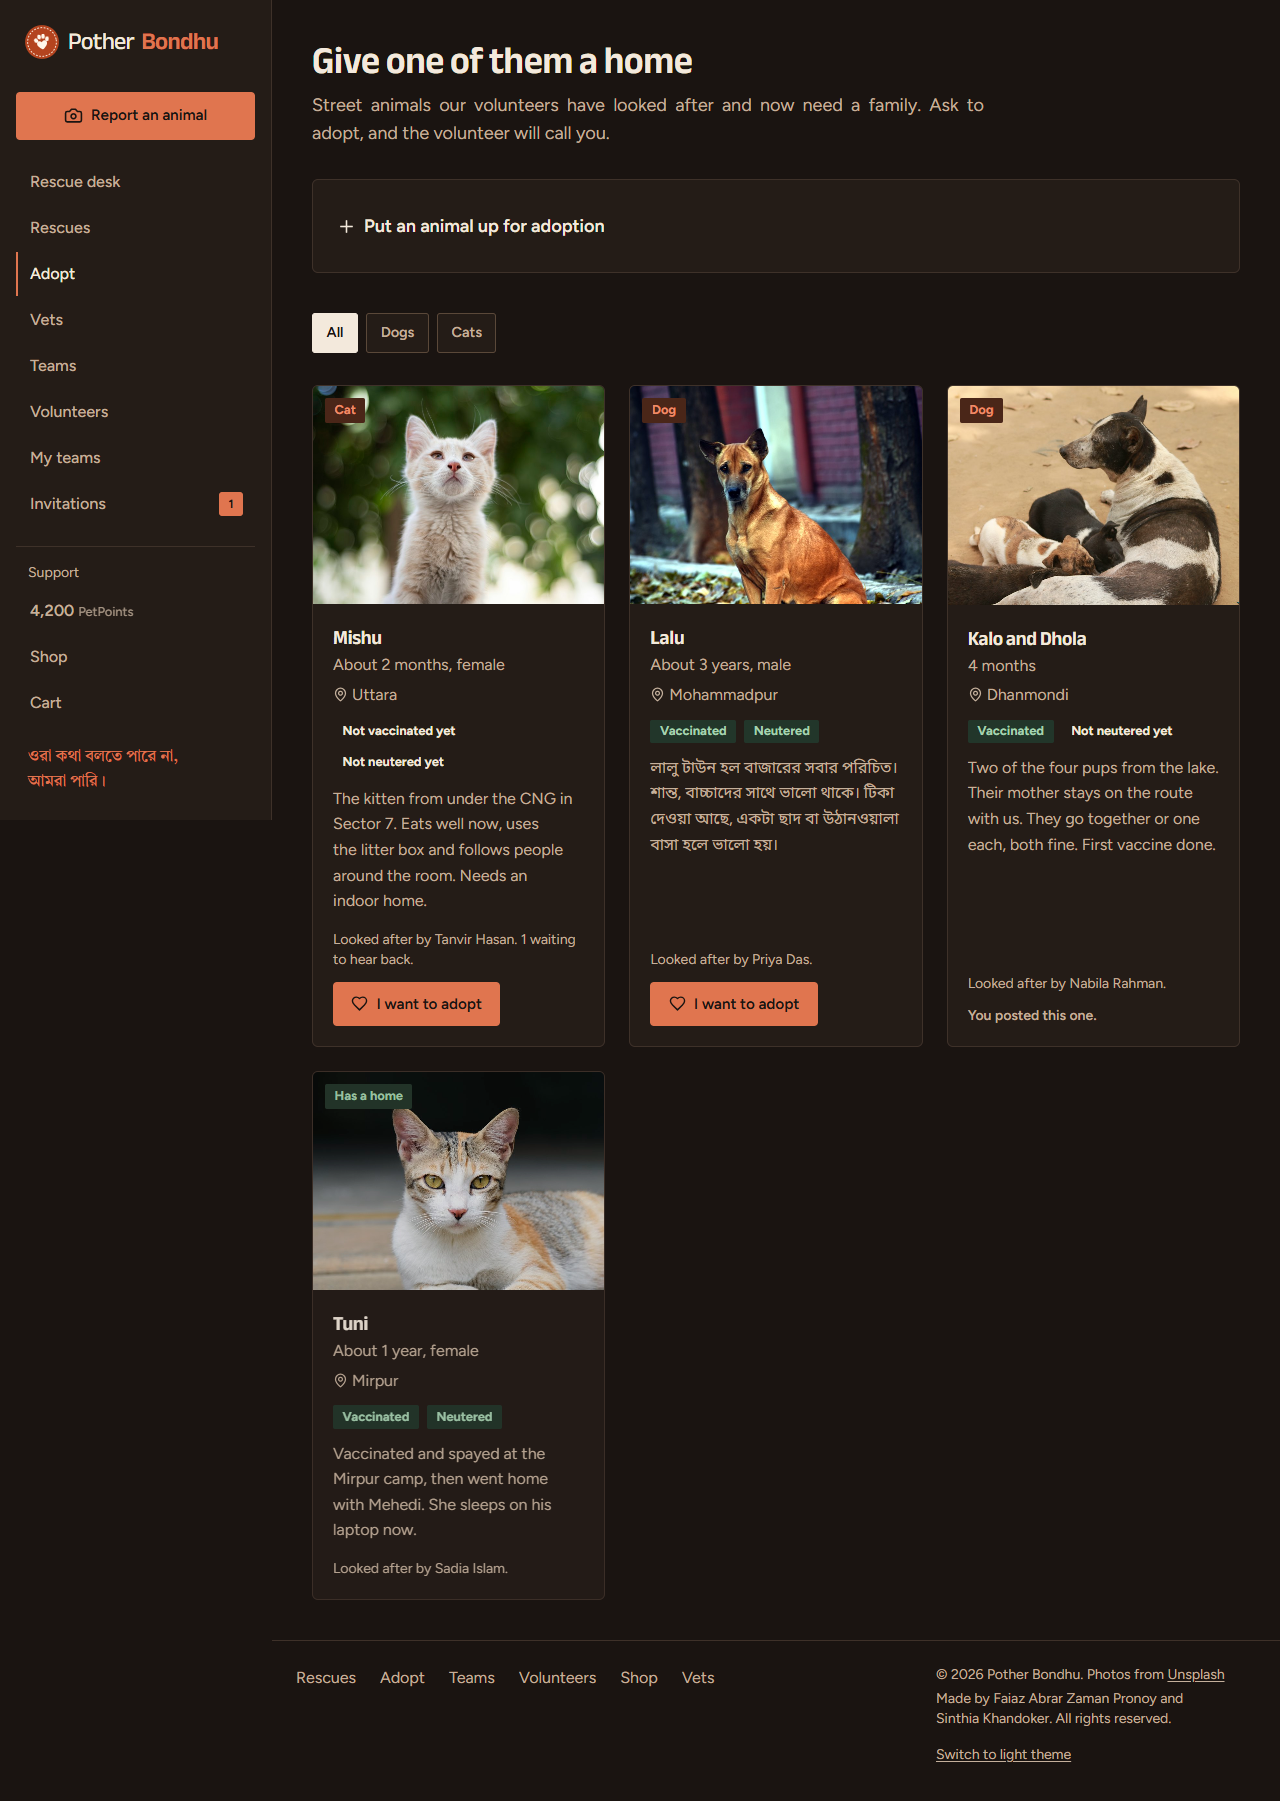 Pother Bondhu
Report an animal
Rescue desk
Rescues
Adopt
Vets
Teams
Volunteers
My teams
Invitations 1
Support
4,200 PetPoints
Shop
Cart
ওরা কথা বলতে পারে না,
আমরা পারি।
Give one of them a home
Street animals our volunteers have looked after and now need a family. Ask to
adopt, and the volunteer will call you.
Put an animal up for adoption
All Dogs Cats
Cat
Mishu
About 2 months, female
Uttara
Not vaccinated yet
Not neutered yet
The kitten from under the CNG in
Sector 7. Eats well now, uses
the litter box and follows people
around the room. Needs an
indoor home.
Looked after by Tanvir Hasan. 1 waiting
to hear back.
I want to adopt
Dog
Lalu
About 3 years, male
Mohammadpur
Vaccinated Neutered
লালু টাউন হল বাজারের সবার পরিচিত।
শান্ত, বাচ্চাদের সাথে ভালো থাকে। টিকা
দেওয়া আছে, একটা ছাদ বা উঠানওয়ালা
বাসা হলে ভালো হয়।
Looked after by Priya Das.
I want to adopt
Dog
Kalo and Dhola
4 months
Dhanmondi
Vaccinated Not neutered yet
Two of the four pups from the lake.
Their mother stays on the route
with us. They go together or one
each, both fine. First vaccine done.
Looked after by Nabila Rahman.
You posted this one.
Has a home
Tuni
About 1 year, female
Mirpur
Vaccinated Neutered
Vaccinated and spayed at the
Mirpur camp, then went home
with Mehedi. She sleeps on his
laptop now.
Looked after by Sadia Islam.
Rescues Adopt Teams Volunteers Shop Vets
© 2026 Pother Bondhu. Photos from Unsplash
Made by Faiaz Abrar Zaman Pronoy and
Sinthia Khandoker. All rights reserved.
Switch to light theme